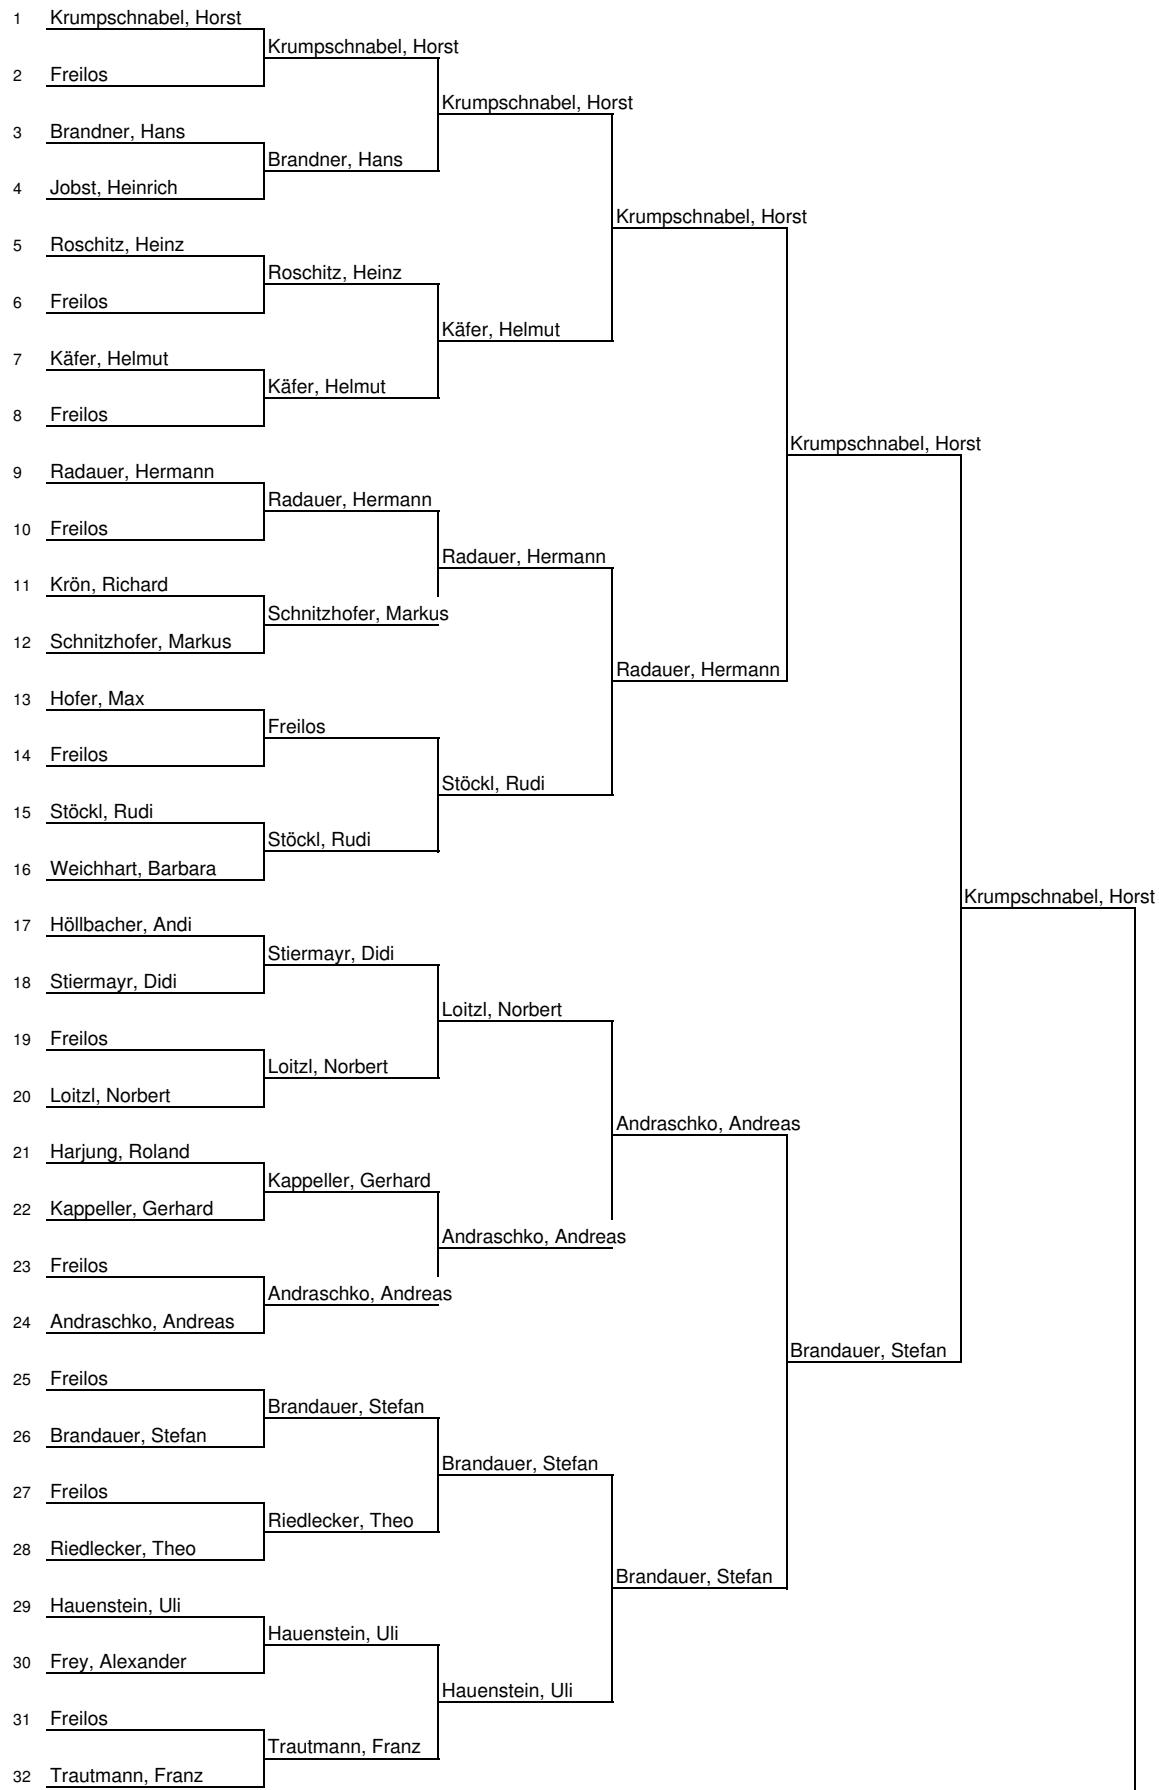 1 Krumpschnabel, Horst
Krumpschnabel, Horst
2 Freilos
Krumpschnabel, Horst
3 Brandner, Hans
Brandner, Hans
4 Jobst, Heinrich
Krumpschnabel, Horst
5 Roschitz, Heinz
Roschitz, Heinz
6 Freilos
Käfer, Helmut
7 Käfer, Helmut
Käfer, Helmut
8 Freilos
Krumpschnabel, Horst
9 Radauer, Hermann
Radauer, Hermann
10 Freilos
Radauer, Hermann
11 Krön, Richard
Schnitzhofer, Markus
12 Schnitzhofer, Markus
Radauer, Hermann
13 Hofer, Max
Freilos
14 Freilos
Stöckl, Rudi
15 Stöckl, Rudi
Stöckl, Rudi
16 Weichhart, Barbara
Krumpschnabel, Horst
17 Höllbacher, Andi
Stiermayr, Didi
18 Stiermayr, Didi
Loitzl, Norbert
19 Freilos
Loitzl, Norbert
20 Loitzl, Norbert
Andraschko, Andreas
21 Harjung, Roland
Kappeller, Gerhard
22 Kappeller, Gerhard
Andraschko, Andreas
23 Freilos
Andraschko, Andreas
24 Andraschko, Andreas
Brandauer, Stefan
25 Freilos
Brandauer, Stefan
26 Brandauer, Stefan
Brandauer, Stefan
27 Freilos
Riedlecker, Theo
28 Riedlecker, Theo
Brandauer, Stefan
29 Hauenstein, Uli
Hauenstein, Uli
30 Frey, Alexander
Hauenstein, Uli
31 Freilos
Trautmann, Franz
32 Trautmann, Franz